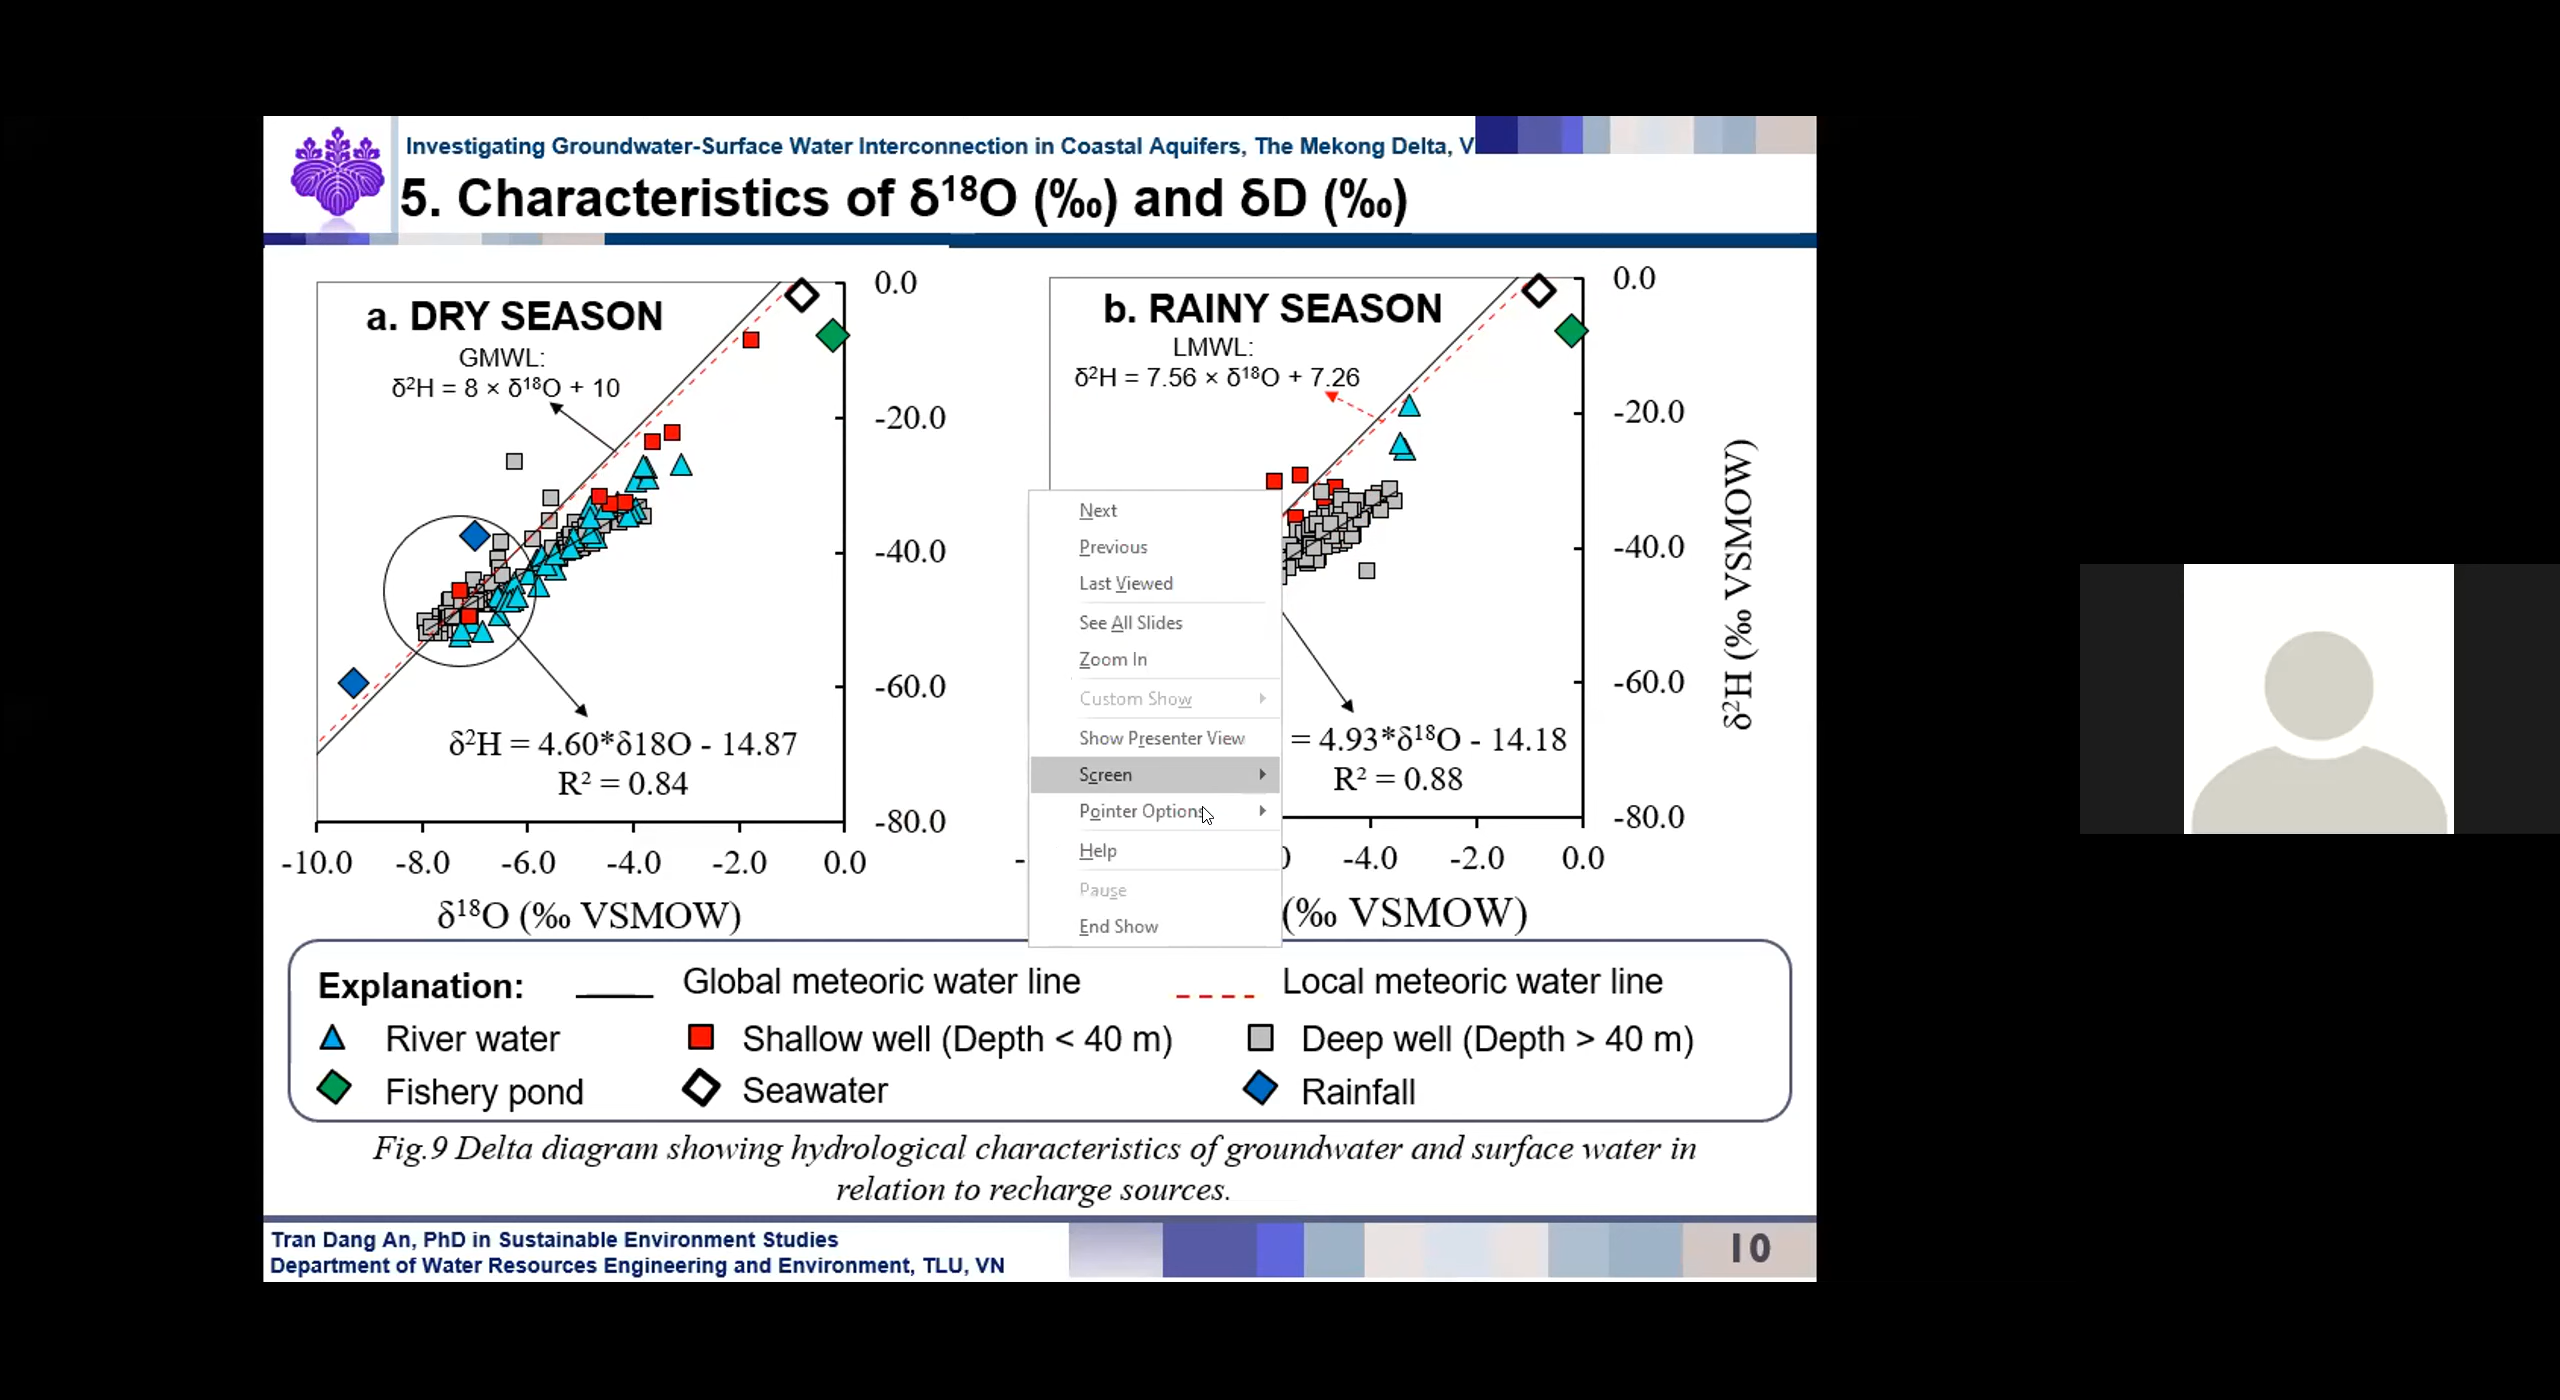 Investigating Groundwater-Surface Water Interconnection in Coastal Aquifers, The Mekong Delta, V
5. Characteristics of δ¹⁸O (‰) and δD (‰)
a. DRY SEASON
GMWL:
δ²H = 8 × δ¹⁸O + 10
0.0
-20.0
-40.0
-60.0
-80.0
δ²H = 4.60*δ18O - 14.87
R² = 0.84
-10.0 -8.0 -6.0 -4.0 -2.0 0.0
δ¹⁸O (‰ VSMOW)
b. RAINY SEASON
LMWL:
δ²H = 7.56 × δ¹⁸O + 7.26
0.0
-20.0
-40.0
-60.0
-80.0
δ²H (‰ VSMOW)
= 4.93*δ¹⁸O - 14.18
R² = 0.88
-4.0 -2.0 0.0
(‰ VSMOW)
Next
Previous
Last Viewed
See All Slides
Zoom In
Custom Show
Show Presenter View
Screen
Pointer Options
Help
Pause
End Show
Explanation: Global meteoric water line Local meteoric water line
River water Shallow well (Depth < 40 m) Deep well (Depth > 40 m)
Fishery pond Seawater Rainfall
Fig.9 Delta diagram showing hydrological characteristics of groundwater and surface water in
relation to recharge sources.
Tran Dang An, PhD in Sustainable Environment Studies
Department of Water Resources Engineering and Environment, TLU, VN
10